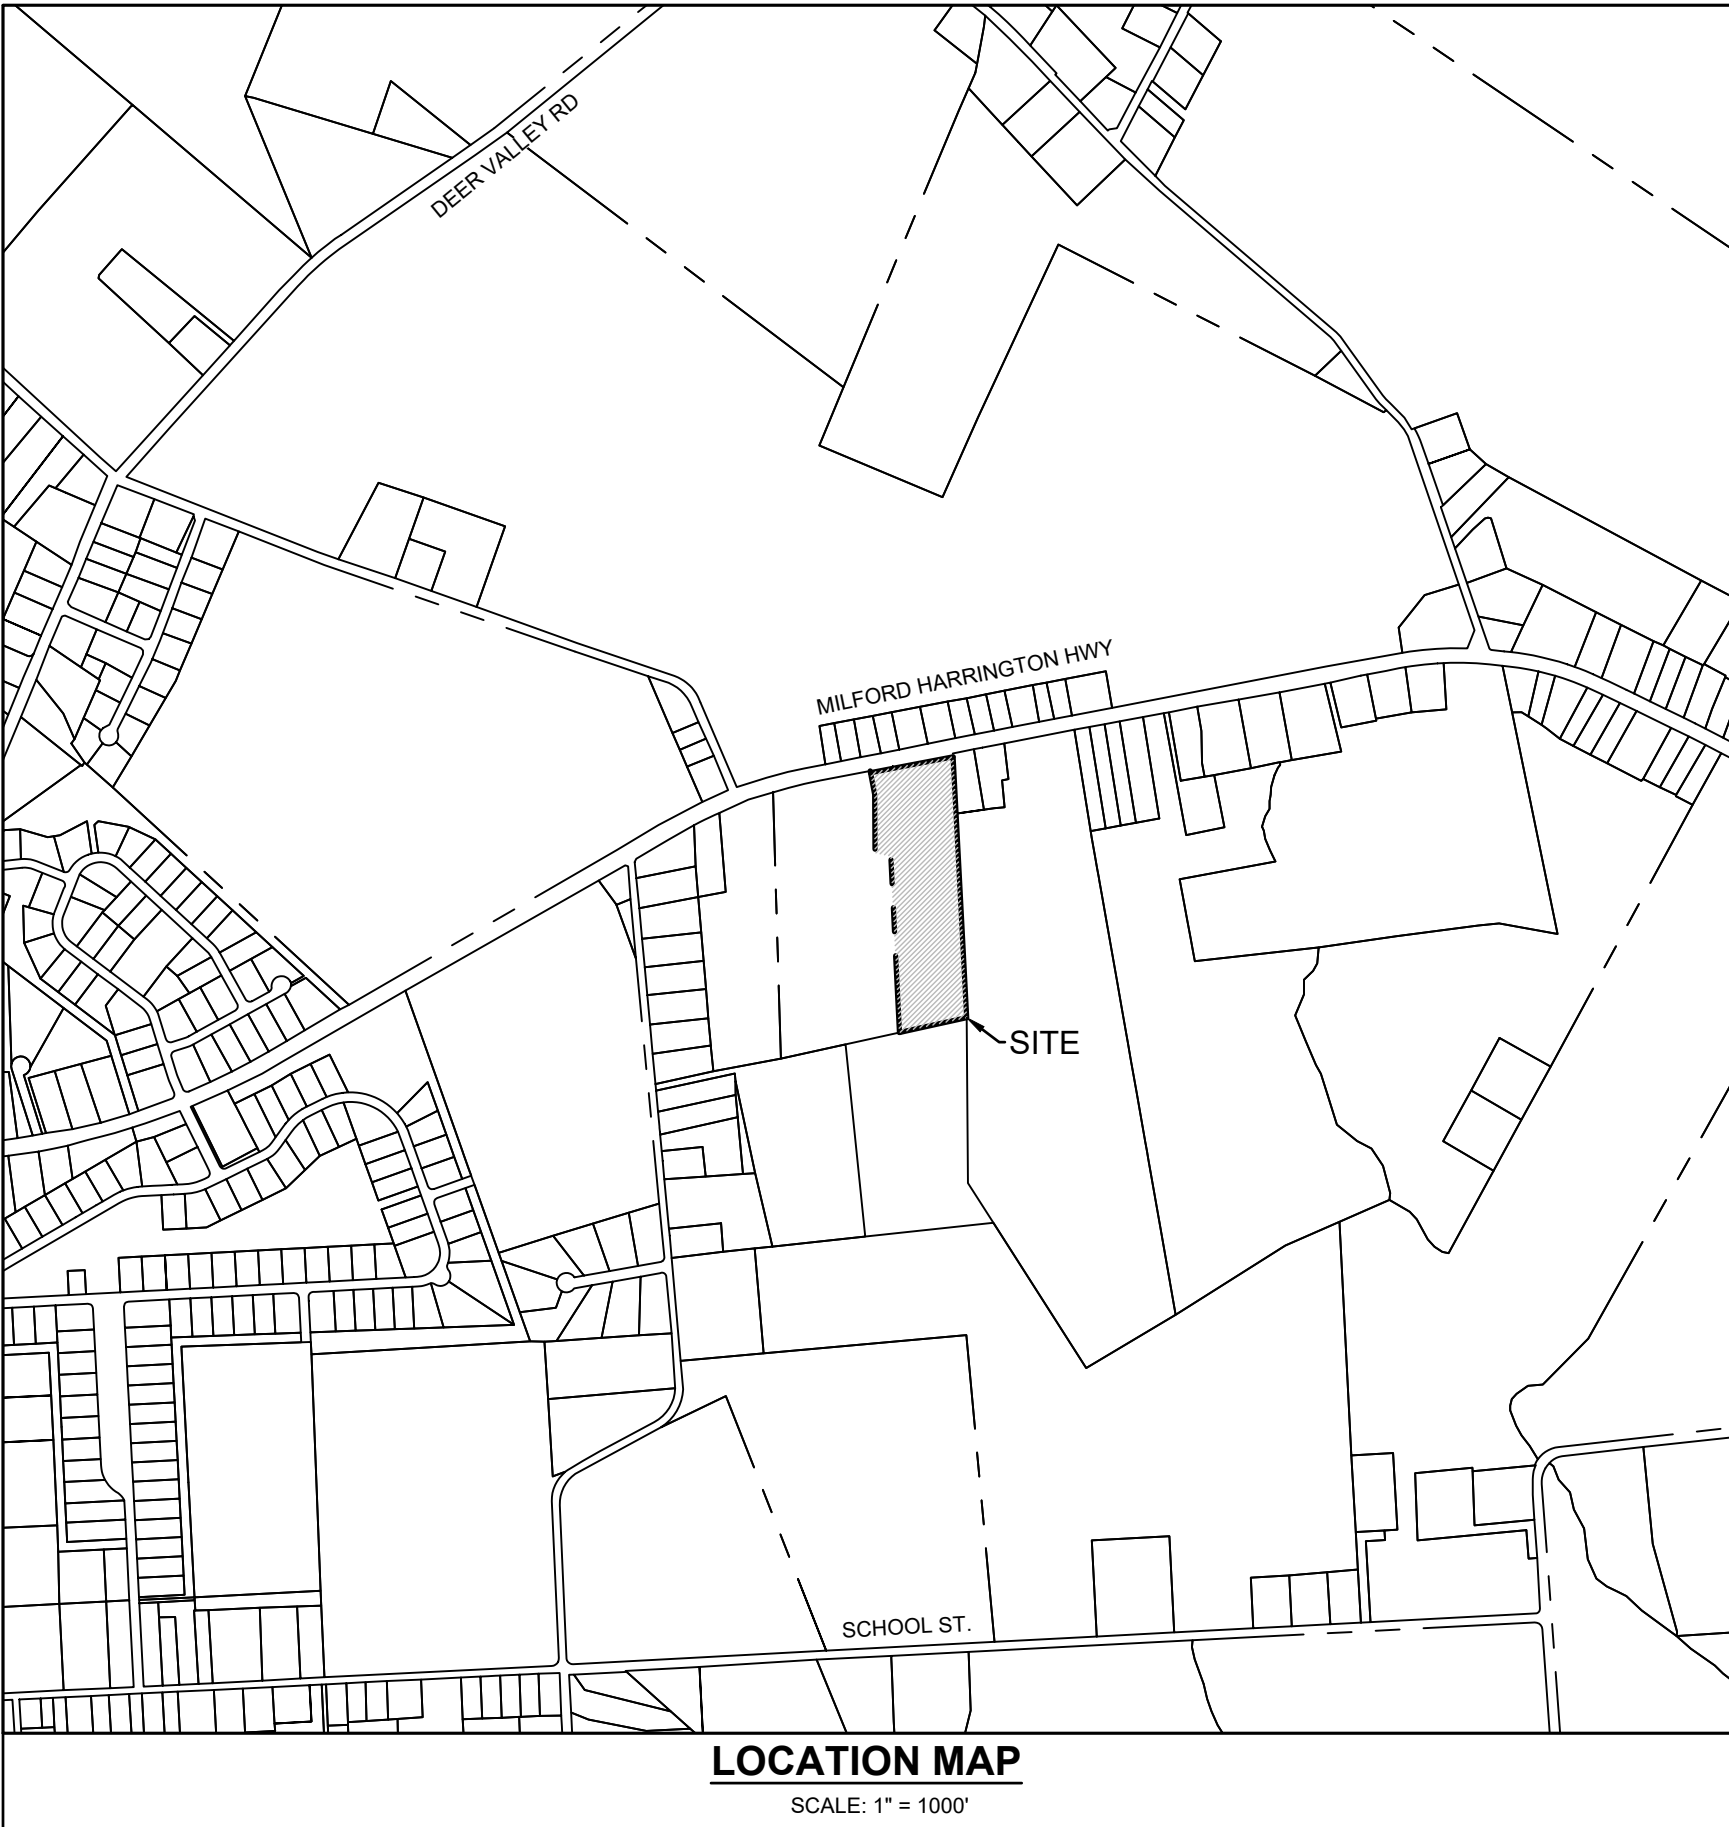 DEER VALLEY RD
MILFORD HARRINGTON HWY
SITE
SCHOOL ST.
LOCATION MAP
SCALE: 1" = 1000'